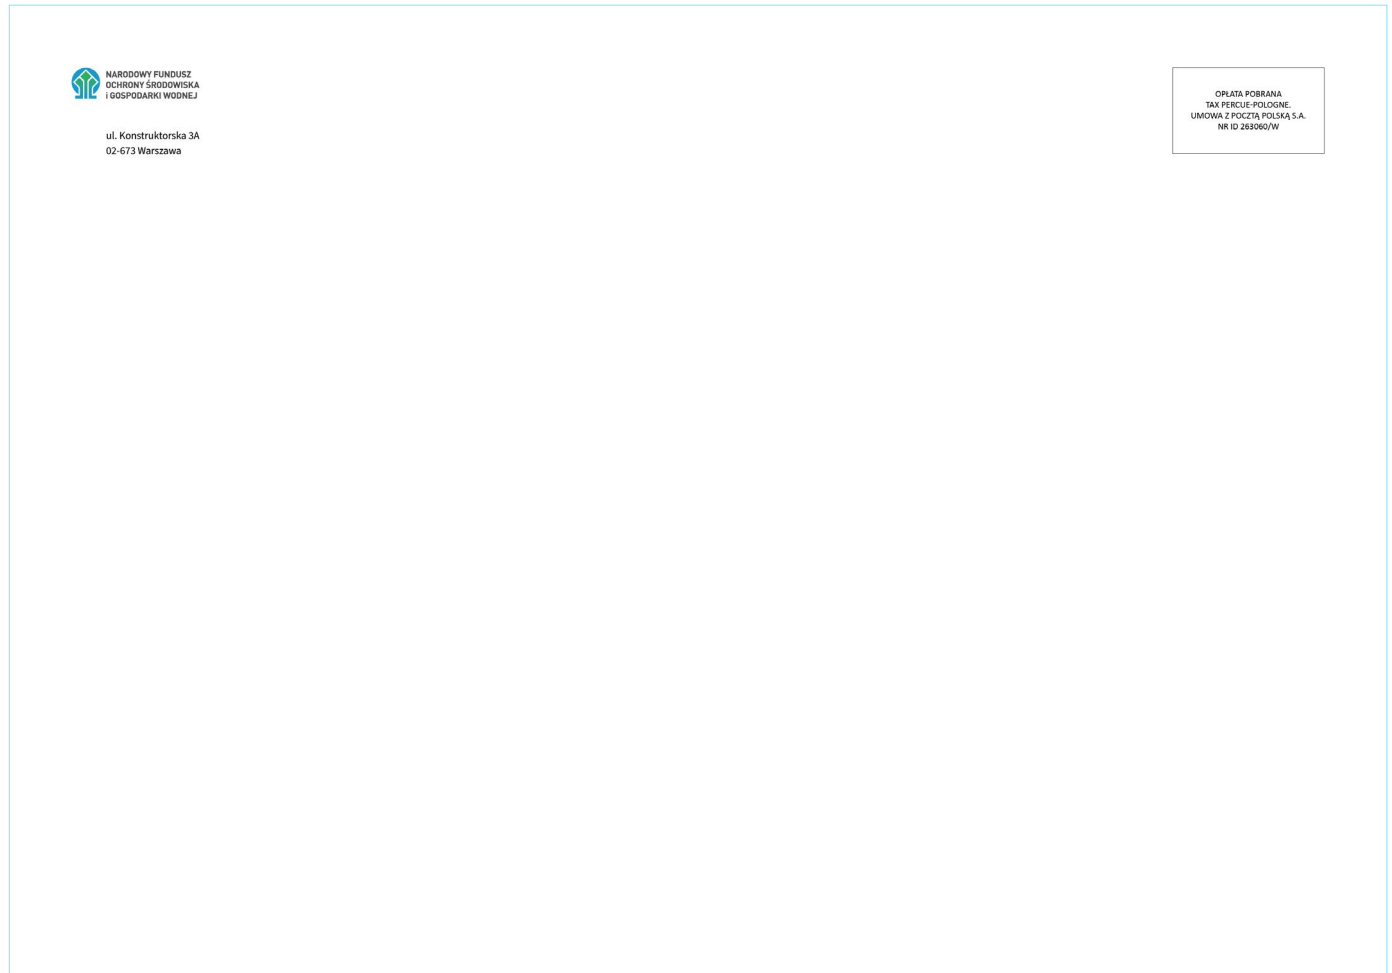 NARODOWY FUNDUSZ
OCHRONY ŚRODOWISKA
i GOSPODARKI WODNEJ
ul. Konstruktorska 3A
02-673 Warszawa
OPŁATA POBRANA
TAX PERCUE-POLOGNE.
UMOWA Z POCZTĄ POLSKĄ S.A.
NR ID 263060/W